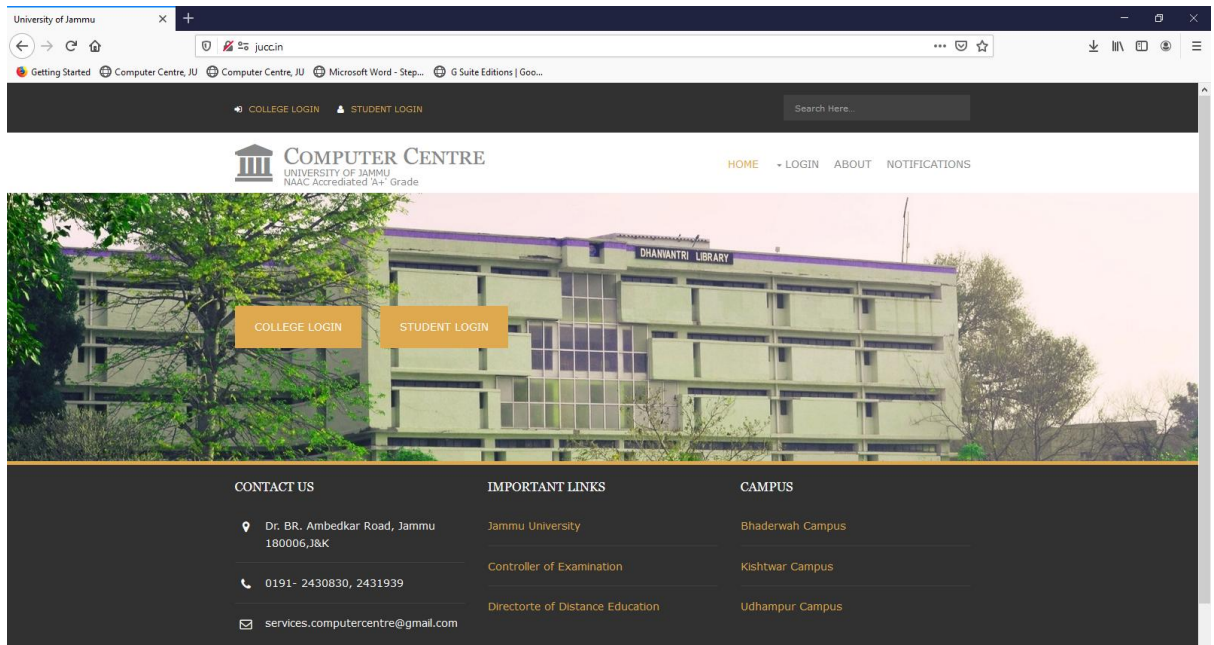 University of Jammu
jucc.in
Getting Started Computer Centre, JU Computer Centre, JU Microsoft Word - Step... G Suite Editions | Goo...
COLLEGE LOGIN STUDENT LOGIN Search Here...
COMPUTER CENTRE
UNIVERSITY OF JAMMU
NAAC Accrediated 'A+' Grade
HOME LOGIN ABOUT NOTIFICATIONS
DHANVANTRI LIBRARY
COLLEGE LOGIN STUDENT LOGIN
CONTACT US
Dr. BR. Ambedkar Road, Jammu
180006,J&K
0191- 2430830, 2431939
services.computercentre@gmail.com
IMPORTANT LINKS
Jammu University
Controller of Examination
Directorte of Distance Education
CAMPUS
Bhaderwah Campus
Kishtwar Campus
Udhampur Campus